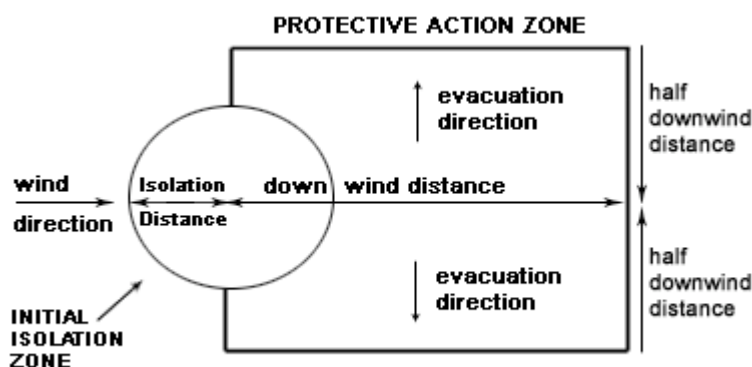 PROTECTIVE ACTION ZONE
evacuation
direction
half
downwind
distance
wind
direction
Isolation
Distance
down wind distance
evacuation
direction
half
downwind
distance
INITIAL
ISOLATION
ZONE